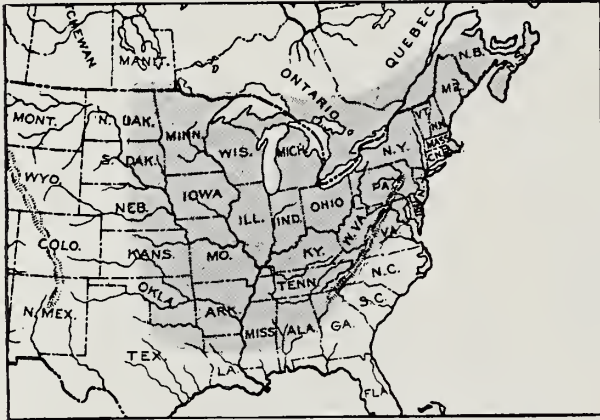 CHEWAN
MANIT.
ONTARIO
QUEBEC
N.B.
ME.
MONT.
N. DAK.
MINN.
WIS.
MICH.
VT.
N.H.
MASS
CN.
N.Y.
S. DAK.
WYO.
IOWA
NEB.
ILL.
IND.
OHIO
PA.
COLO.
KANS.
MO.
KY.
W.VA.
VA.
OKLA.
TENN.
N.C.
N. MEX.
ARK.
S.C.
MISS
ALA.
GA.
TEX.
LA.
FLA